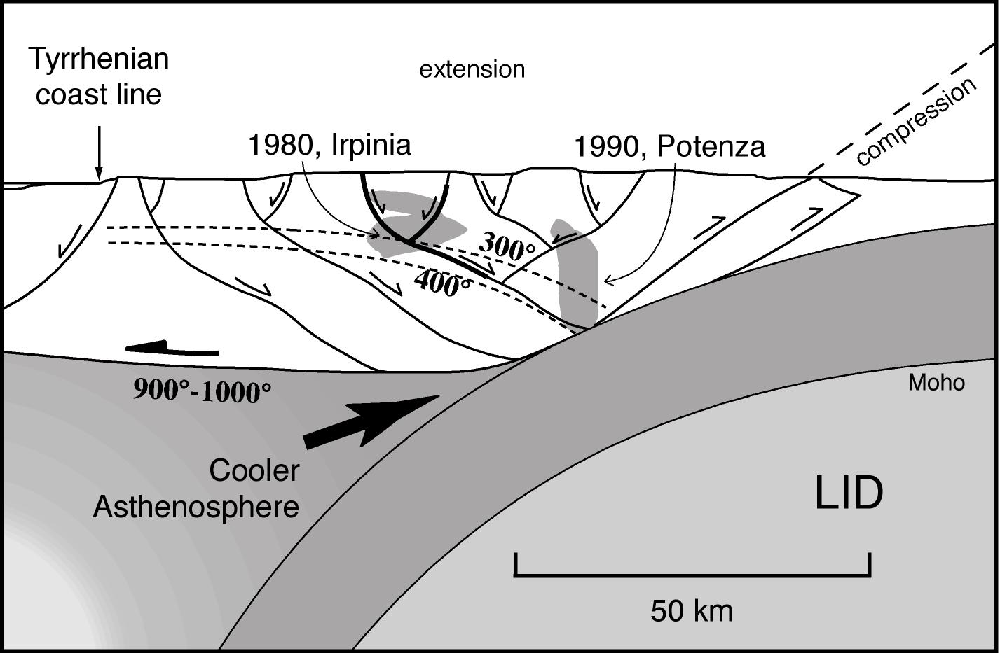 Tyrrhenian
coast line
extension
compression
1980, Irpinia
1990, Potenza
300°
400°
900°-1000°
Moho
Cooler
Asthenosphere
LID
50 km